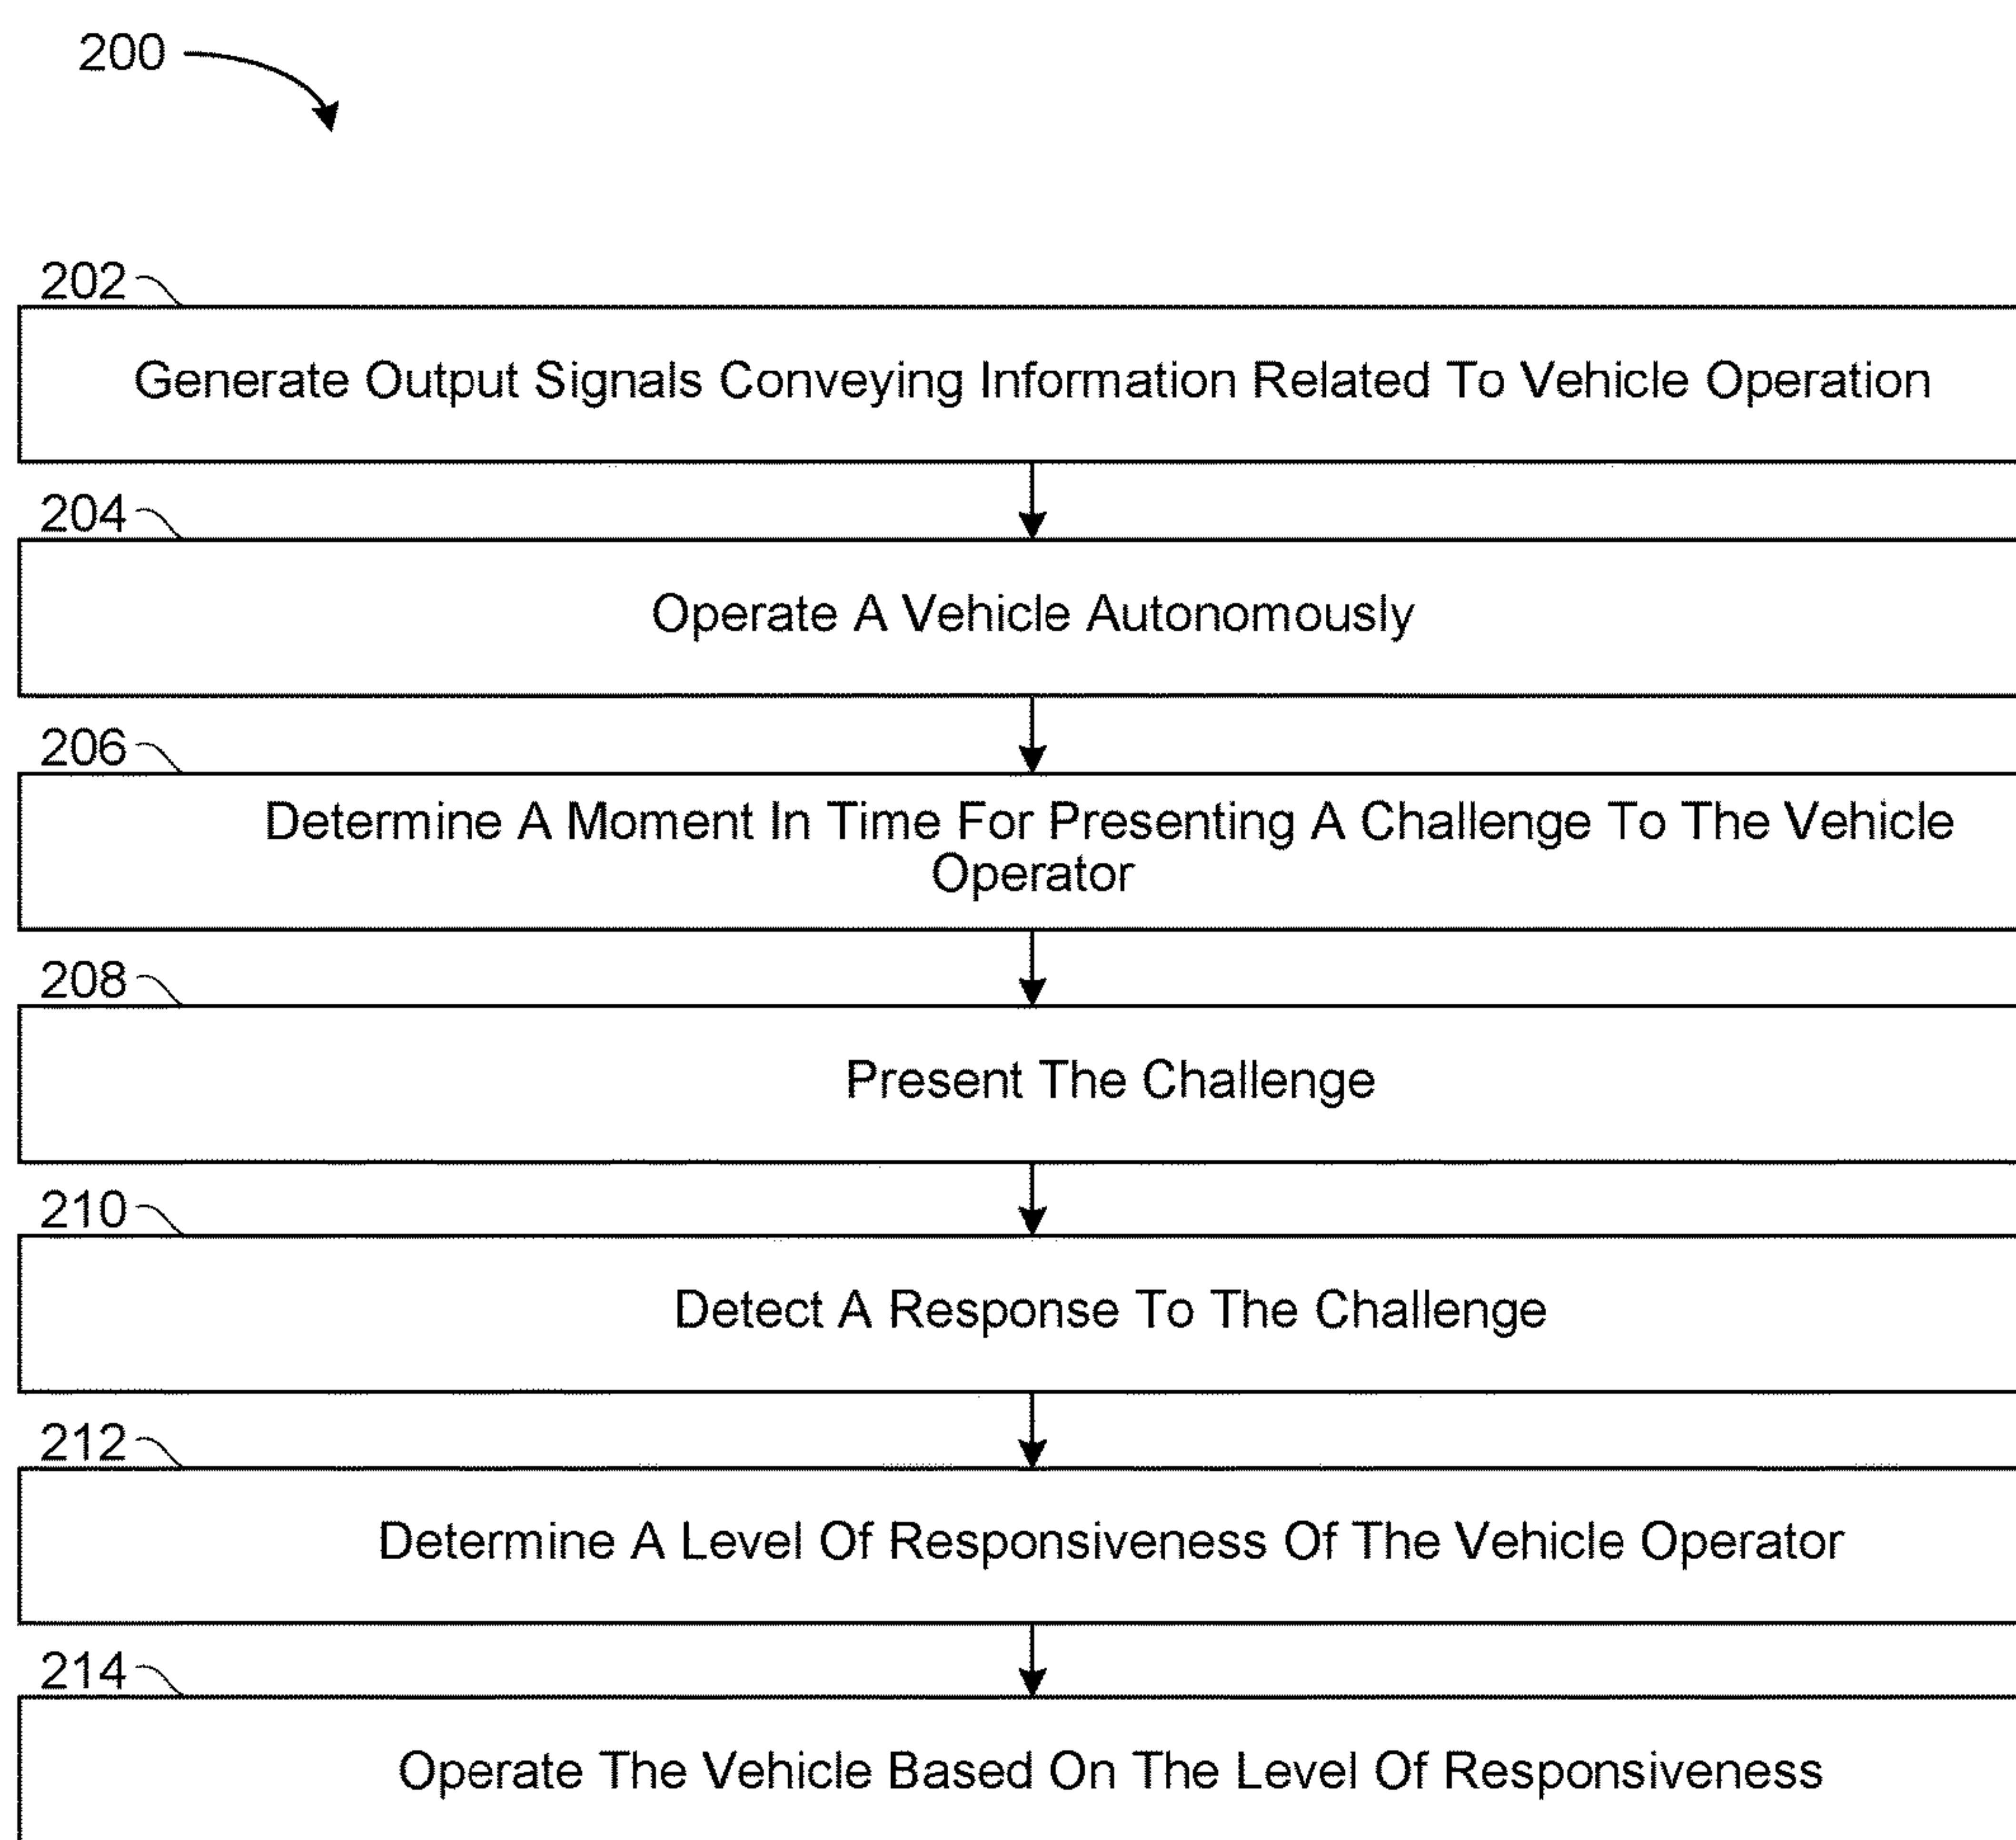 200
202
Generate Output Signals Conveying Information Related To Vehicle Operation
204
Operate A Vehicle Autonomously
206
Determine A Moment In Time For Presenting A Challenge To The Vehicle
Operator
208
Present The Challenge
210
Detect A Response To The Challenge
212
Determine A Level Of Responsiveness Of The Vehicle Operator
214
Operate The Vehicle Based On The Level Of Responsiveness